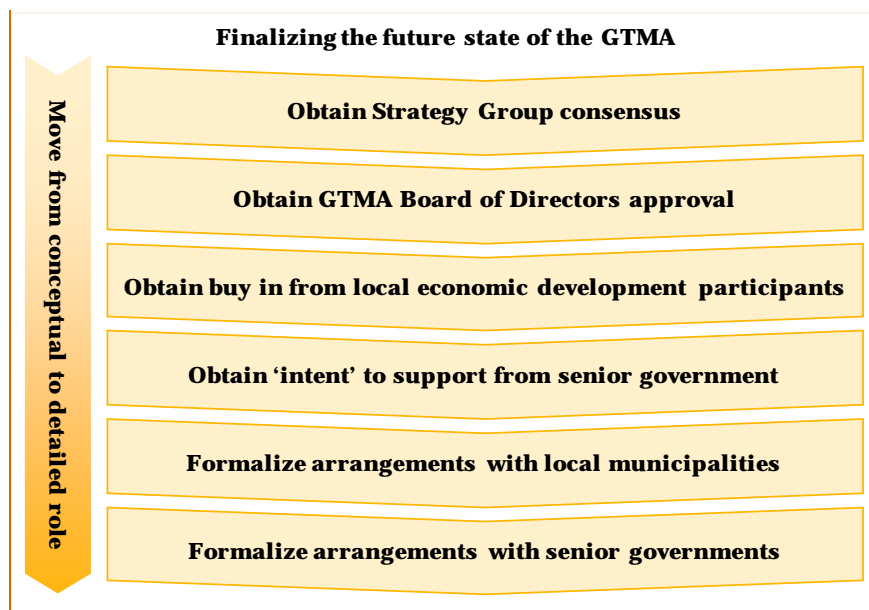 Finalizing the future state of the GTMA
Move from conceptual to detailed role
Obtain Strategy Group consensus
Obtain GTMA Board of Directors approval
Obtain buy in from local economic development participants
Obtain ‘intent’ to support from senior government
Formalize arrangements with local municipalities
Formalize arrangements with senior governments